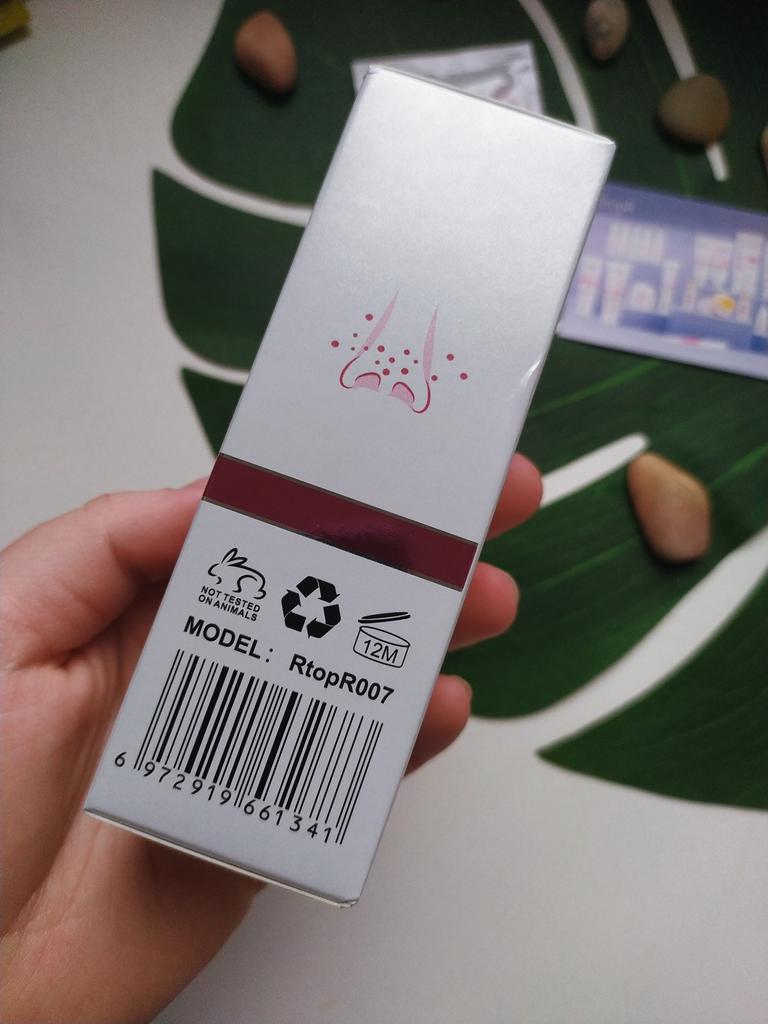 NOT TESTED
ON ANIMALS
12M
MODEL: RtopR007
6 972919 661341